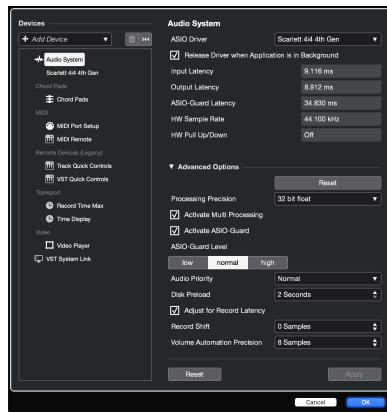 Devices
+ Add Device
Audio System
Scarlett 4i4 4th Gen
Chord Pads
Chord Pads
MIDI
MIDI Port Setup
MIDI Remote
Remote Devices (Legacy)
Track Quick Controls
VST Quick Controls
Transport
Record Time Max
Time Display
Video
Video Player
VST System Link
Audio System
ASIO Driver Scarlett 4i4 4th Gen
Release Driver when Application is in Background
Input Latency 9.116 ms
Output Latency 8.912 ms
ASIO-Guard Latency 34.830 ms
HW Sample Rate 44.100 kHz
HW Pull Up/Down Off
Advanced Options
Reset
Processing Precision 32 bit float
Activate Multi Processing
Activate ASIO-Guard
ASIO-Guard Level
low normal high
Audio Priority Normal
Disk Preload 2 Seconds
Adjust for Record Latency
Record Shift 0 Samples
Volume Automation Precision 8 Samples
Reset Apply
Cancel OK